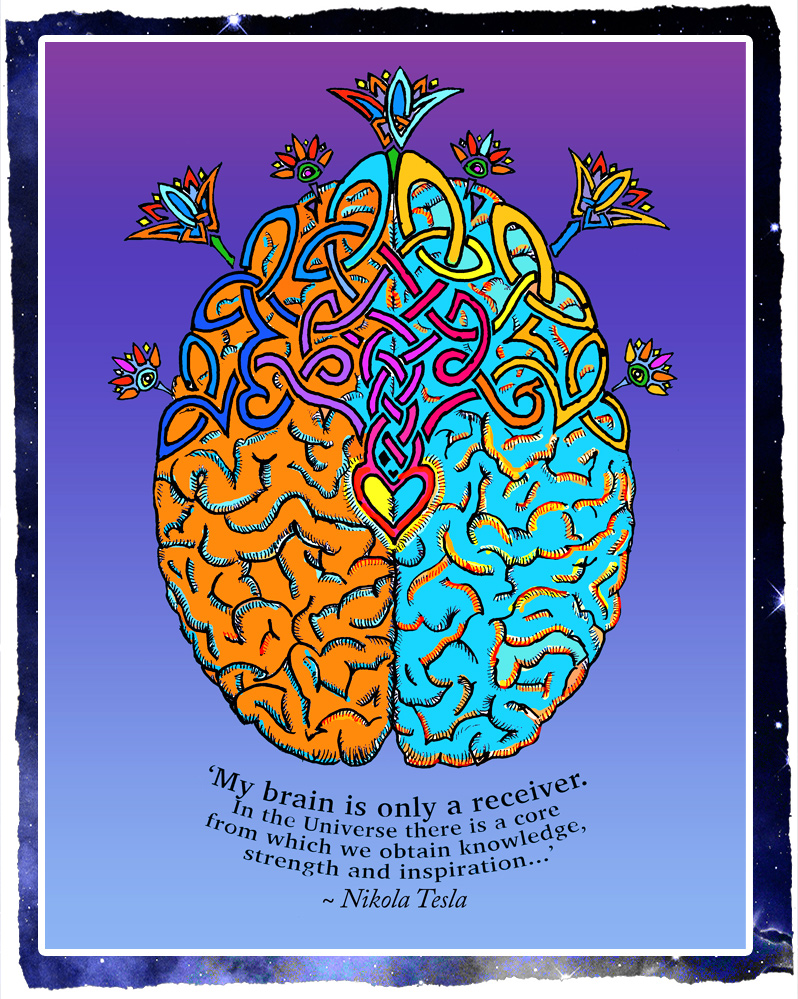 ‘My brain is only a receiver.
In the Universe there is a core
from which we obtain knowledge,
strength and inspiration...’
~ Nikola Tesla